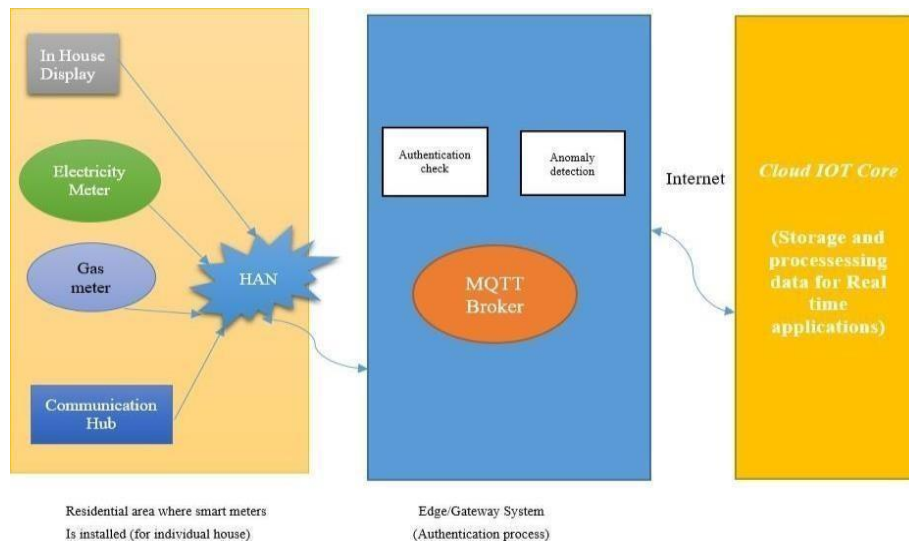 In House
Display
Electricity
Meter
Gas
meter
HAN
Communication
Hub
Authentication
check
Anomaly
detection
MQTT
Broker
Internet
Cloud IOT Core
(Storage and
processessing
data for Real
time
applications)
Residential area where smart meters
Is installed (for individual house)
Edge/Gateway System
(Authentication process)